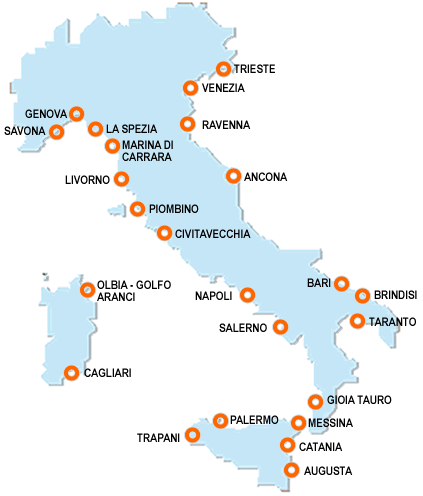 TRIESTE
VENEZIA
GENOVA
SAVONA
LA SPEZIA
RAVENNA
MARINA DI
CARRARA
LIVORNO
ANCONA
PIOMBINO
CIVITAVECCHIA
OLBIA - GOLFO
ARANCI
NAPOLI
BARI
BRINDISI
SALERNO
TARANTO
CAGLIARI
GIOIA TAURO
PALERMO
MESSINA
TRAPANI
CATANIA
AUGUSTA